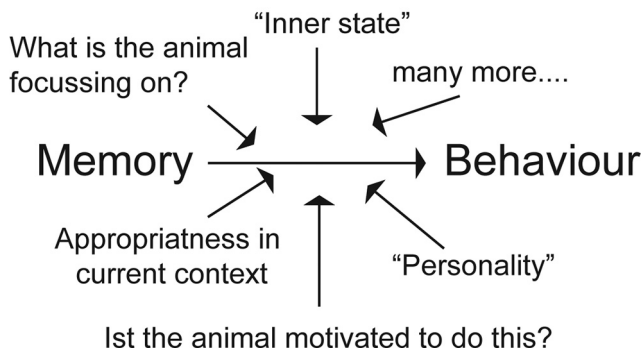 “Inner state”
What is the animal
focussing on?
many more....
Memory
Behaviour
Appropriatness in
current context
“Personality”
Ist the animal motivated to do this?